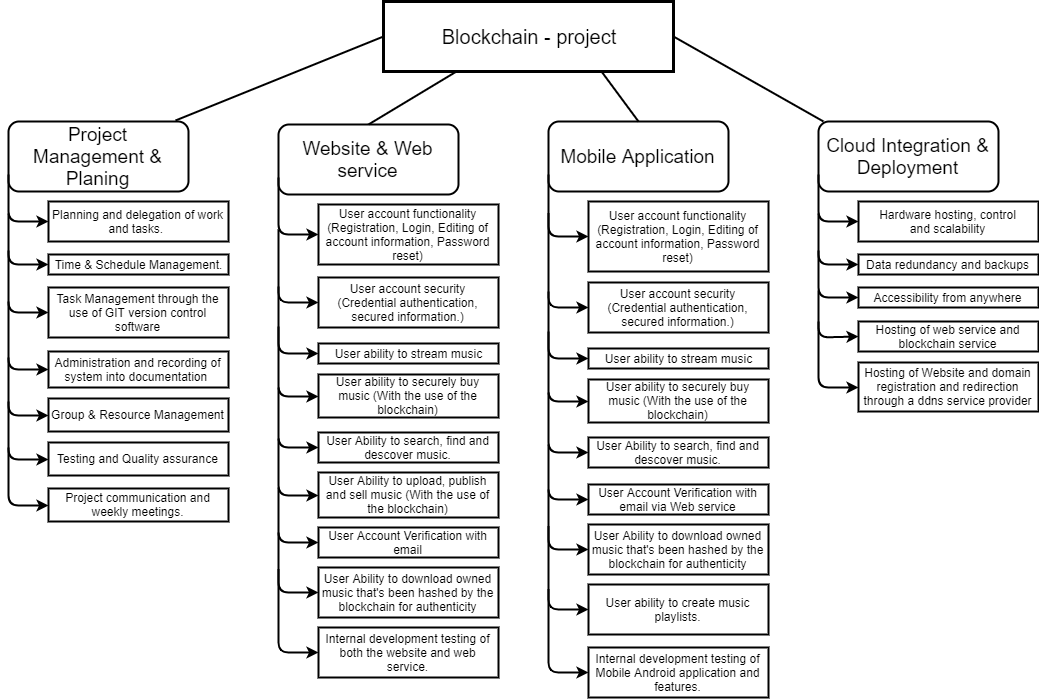 Blockchain - project
Project
Management &
Planing
Planning and delegation of work
and tasks.
Time & Schedule Management.
Task Management through the
use of GIT version control
software
Administration and recording of
system into documentation
Group & Resource Management
Testing and Quality assurance
Project communication and
weekly meetings.
Website & Web
service
User account functionality
(Registration, Login, Editing of
account information, Password
reset)
User account security
(Credential authentication,
secured information.)
User ability to stream music
User ability to securely buy
music (With the use of the
blockchain)
User Ability to search, find and
descover music.
User Ability to upload, publish
and sell music (With the use of
the blockchain)
User Account Verification with
email
User Ability to download owned
music that's been hashed by the
blockchain for authenticity
Internal development testing of
both the website and web
service.
Mobile Application
User account functionality
(Registration, Login, Editing of
account information, Password
reset)
User account security
(Credential authentication,
secured information.)
User ability to stream music
User ability to securely buy
music (With the use of the
blockchain)
User Ability to search, find and
descover music.
User Account Verification with
email via Web service
User Ability to download owned
music that's been hashed by the
blockchain for authenticity
User ability to create music
playlists.
Internal development testing of
Mobile Android application and
features.
Cloud Integration &
Deployment
Hardware hosting, control
and scalability
Data redundancy and backups
Accessibility from anywhere
Hosting of web service and
blockchain service
Hosting of Website and domain
registration and redirection
through a ddns service provider